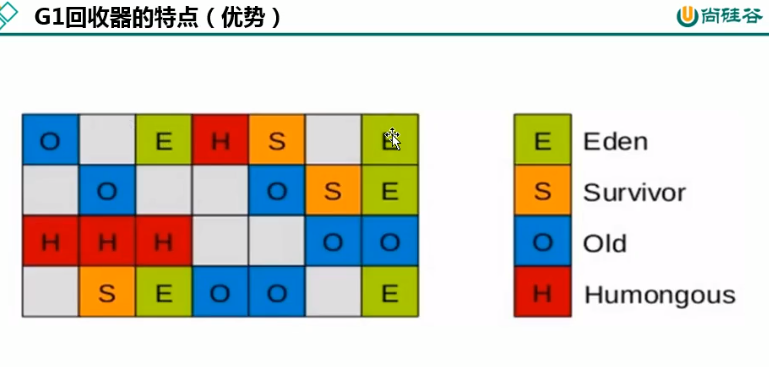 G1回收器的特点（优势） 尚硅谷
O E H S E E Eden
O O S E S Survivor
H H H O O O Old
S E O O E H Humongous